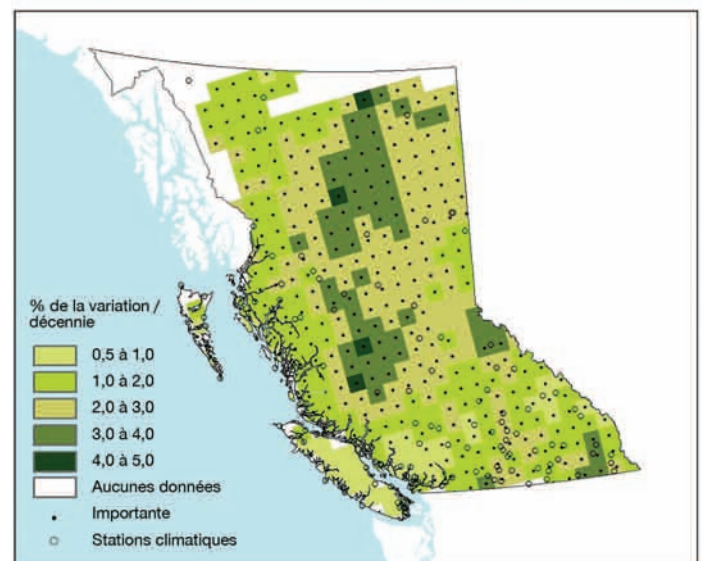 % de la variation /
décennie
0,5 à 1,0
1,0 à 2,0
2,0 à 3,0
3,0 à 4,0
4,0 à 5,0
Aucunes données
Importante
Stations climatiques